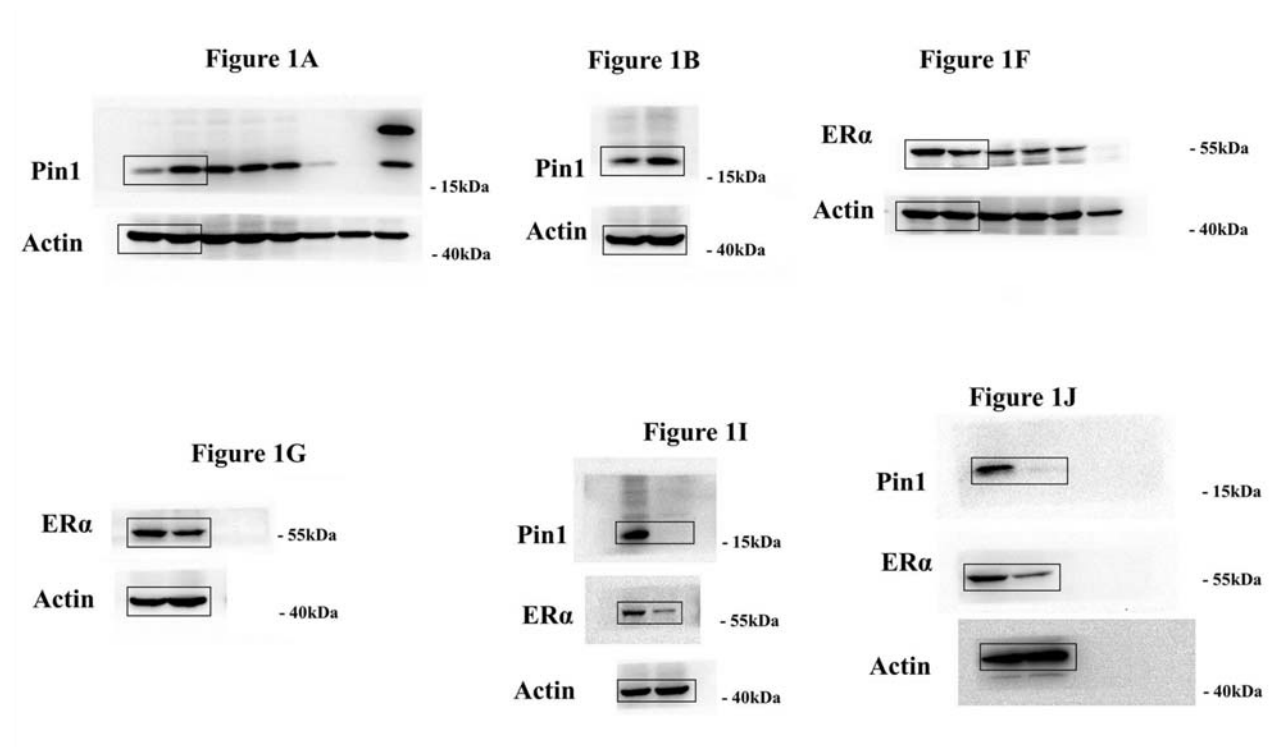 Figure 1A
Pin1
- 15kDa
Actin
- 40kDa
Figure 1B
Pin1
- 15kDa
Actin
- 40kDa
Figure 1F
ERα
- 55kDa
Actin
- 40kDa
Figure 1G
ERα
- 55kDa
Actin
- 40kDa
Figure 1I
Pin1
- 15kDa
ERα
- 55kDa
Actin
- 40kDa
Figure 1J
Pin1
- 15kDa
ERα
- 55kDa
Actin
- 40kDa